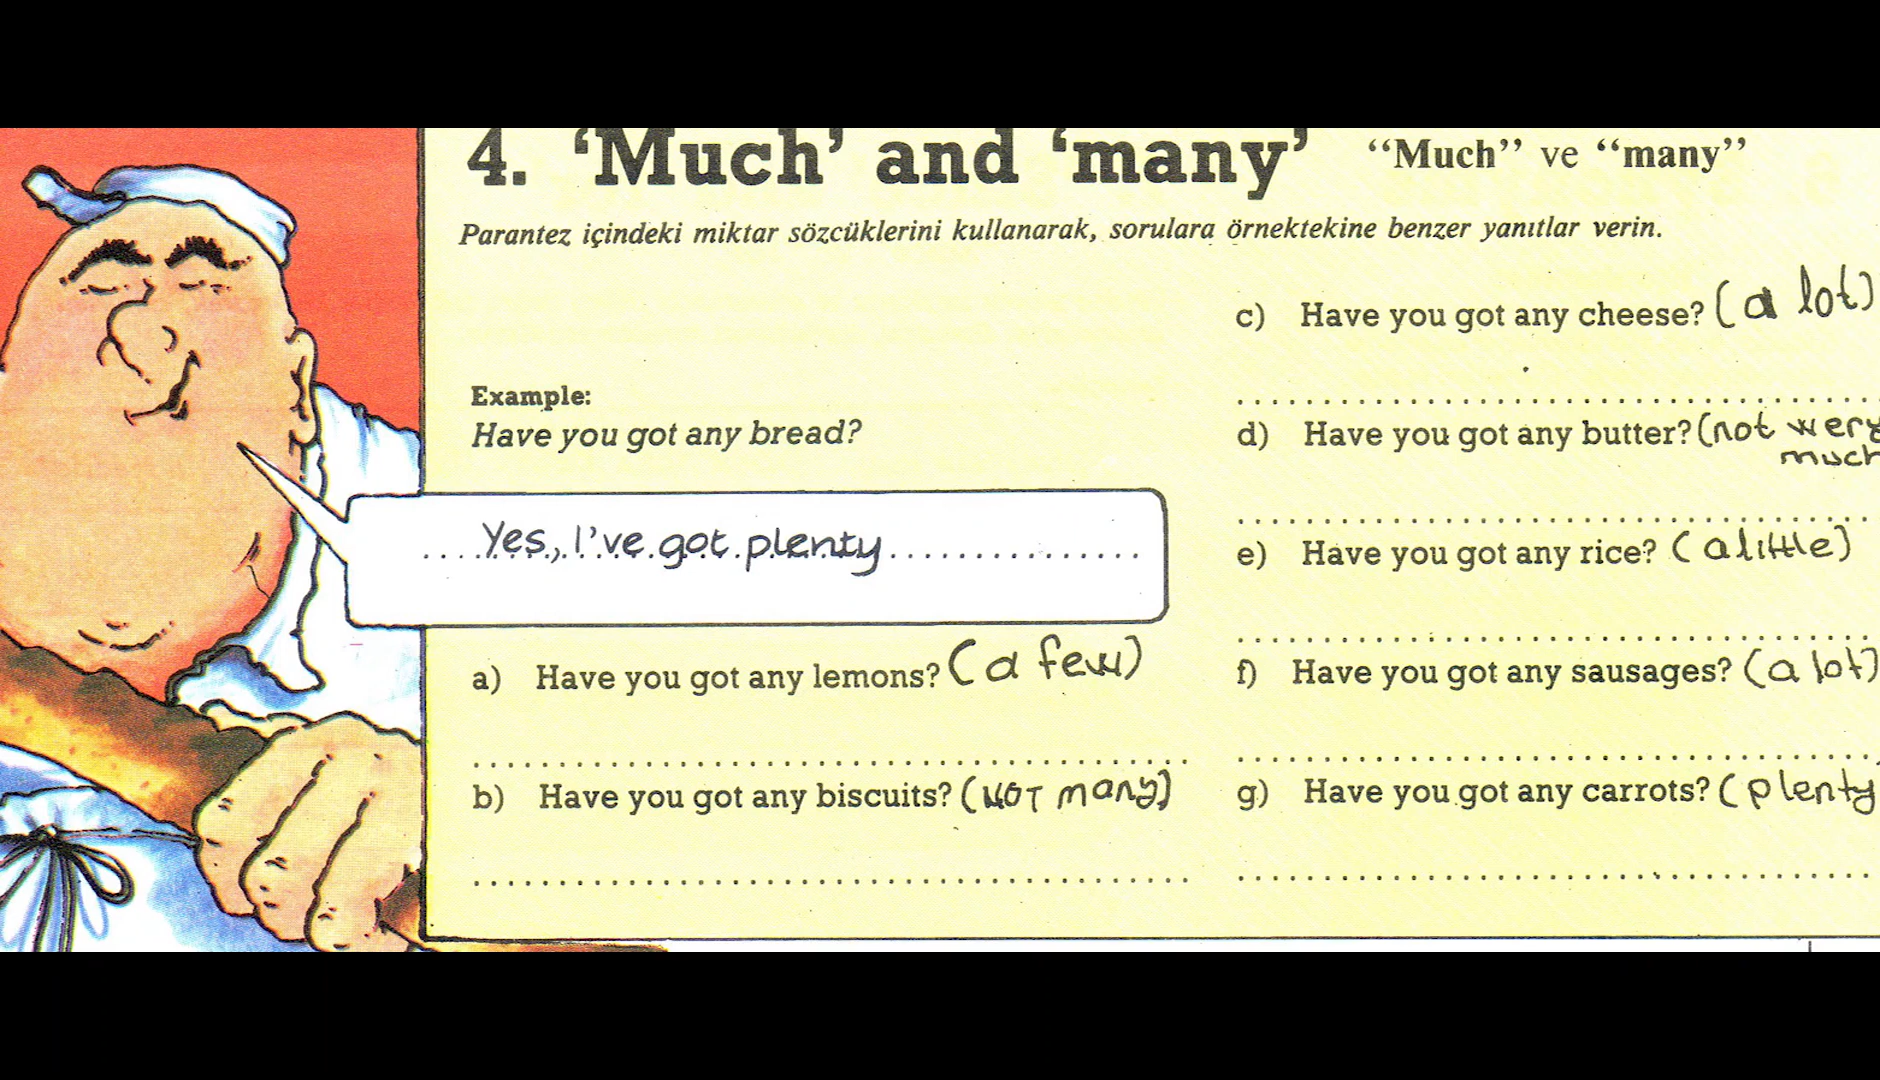 4. ‘Much’ and ‘many’ “Much” ve “many”
Parantez içindeki miktar sözcüklerini kullanarak, sorulara örnektekine benzer yanıtlar verin.
Example:
Have you got any bread?
Yes, I’ve got plenty
a) Have you got any lemons? (a few)
b) Have you got any biscuits? (NOT many)
c) Have you got any cheese? (a lot)
d) Have you got any butter? (not wery
much
e) Have you got any rice? (a little)
f) Have you got any sausages? (a lot)
g) Have you got any carrots? (plenty